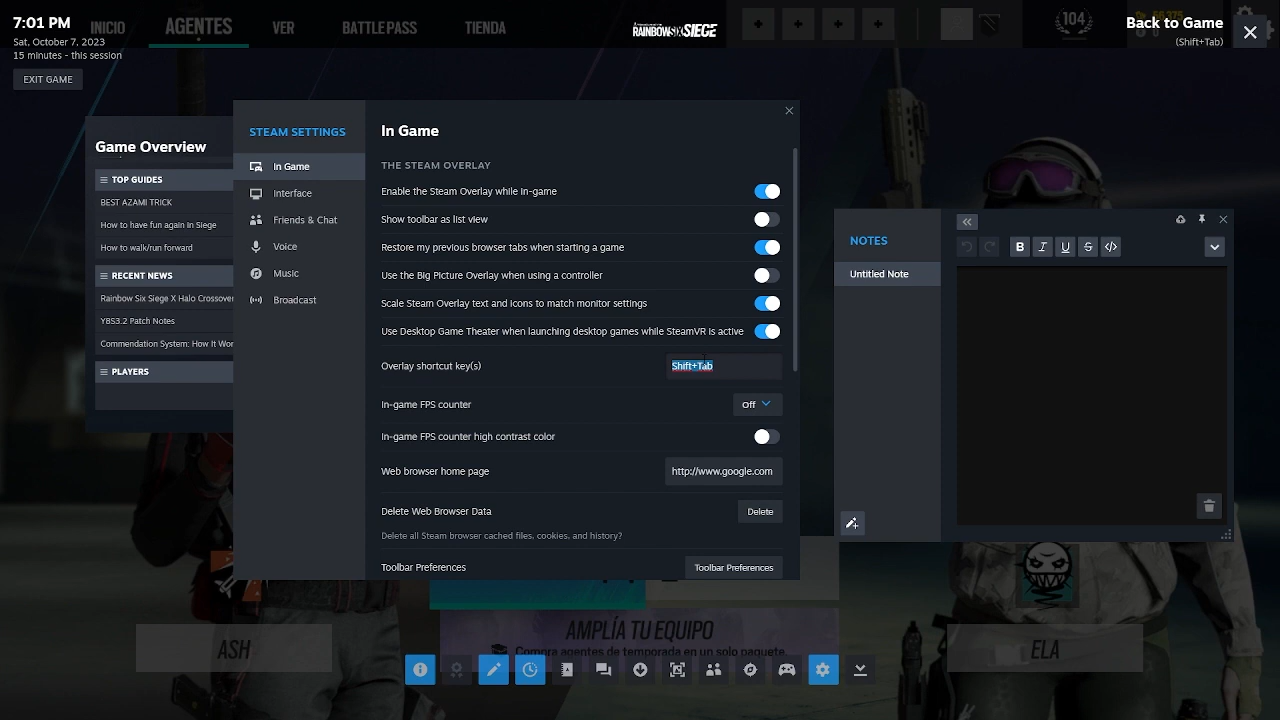 7:01 PM
Sat, October 7, 2023
15 minutes - this session
EXIT GAME
INICIO
AGENTES
VER
BATTLE PASS
TIENDA
RAINBOW SIX SIEGE
104
Back to Game
(Shift+Tab)
Game Overview
TOP GUIDES
BEST AZAMI TRICK
How to have fun again in Siege
How to walk/run forward
RECENT NEWS
Rainbow Six Siege X Halo Crossover
YBS3.2 Patch Notes
Commendation System: How It Wor
PLAYERS
STEAM SETTINGS
In Game
Interface
Friends & Chat
Voice
Music
Broadcast
In Game
THE STEAM OVERLAY
Enable the Steam Overlay while in-game
Show toolbar as list view
Restore my previous browser tabs when starting a game
Use the Big Picture Overlay when using a controller
Scale Steam Overlay text and icons to match monitor settings
Use Desktop Game Theater when launching desktop games while SteamVR is active
Overlay shortcut key(s) Shift+Tab
In-game FPS counter Off
In-game FPS counter high contrast color
Web browser home page http://www.google.com
Delete Web Browser Data Delete
Delete all Steam browser cached files, cookies, and history?
Toolbar Preferences Toolbar Preferences
NOTES
Untitled Note
B I U S </>
ASH
AMPLÍA TU EQUIPO
Compra agentes de temporada en un solo paquete.
ELA